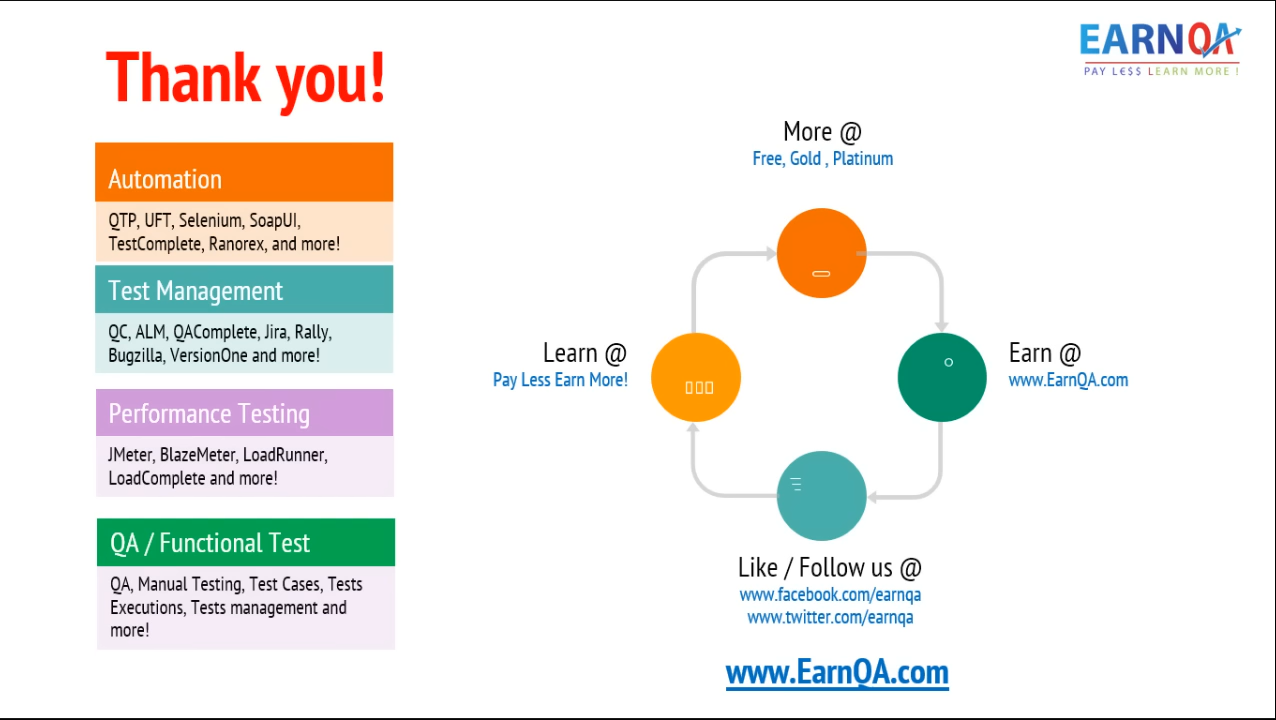 Thank you!
EARNQA
PAY L€$$ LEARN MORE !
Automation
QTP, UFT, Selenium, SoapUI,
TestComplete, Ranorex, and more!
Test Management
QC, ALM, QAComplete, Jira, Rally,
Bugzilla, VersionOne and more!
Performance Testing
JMeter, BlazeMeter, LoadRunner,
LoadComplete and more!
QA / Functional Test
QA, Manual Testing, Test Cases, Tests
Executions, Tests management and
more!
More @
Free, Gold , Platinum
Learn @
Pay Less Earn More!
Earn @
www.EarnQA.com
Like / Follow us @
www.facebook.com/earnqa
www.twitter.com/earnqa
www.EarnQA.com